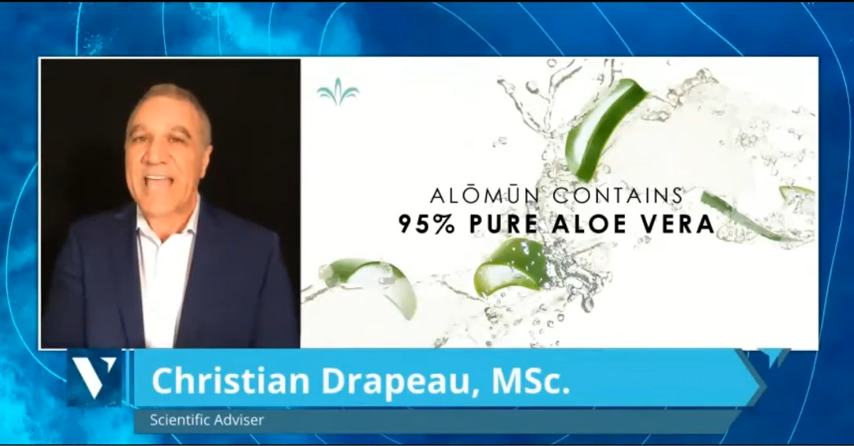 ALŌMŪN CONTAINS
95% PURE ALOE VERA
Christian Drapeau, MSc.
Scientific Adviser